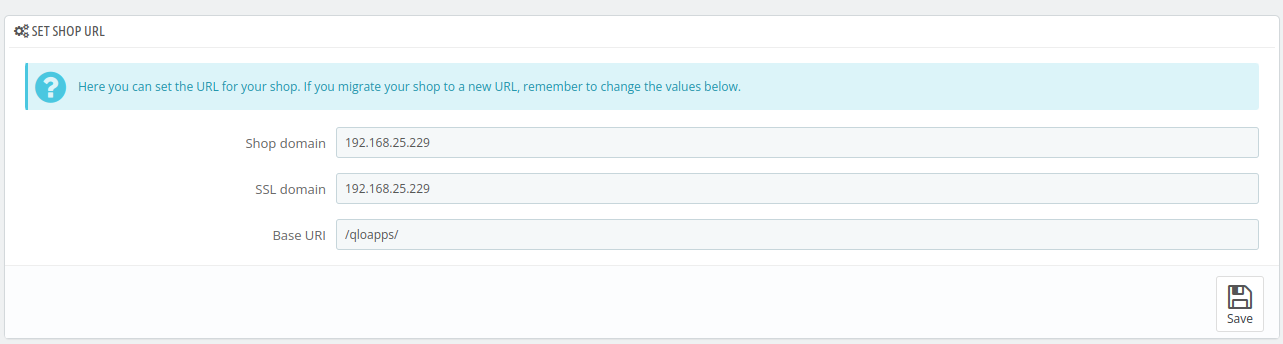 SET SHOP URL
Here you can set the URL for your shop. If you migrate your shop to a new URL, remember to change the values below.
Shop domain 192.168.25.229
SSL domain 192.168.25.229
Base URI /qloapps/
Save